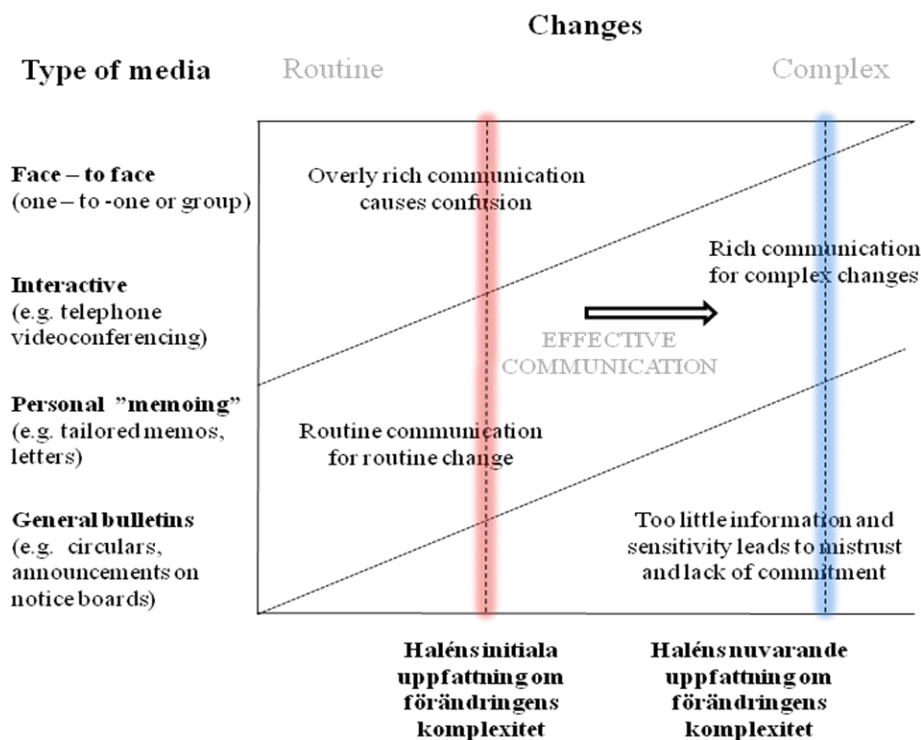 Changes
Type of media
Routine
Complex
Face – to face
(one – to -one or group)
Overly rich communication
causes confusion
Rich communication
for complex changes
Interactive
(e.g. telephone
videoconferencing)
EFFECTIVE
COMMUNICATION
Personal ”memoing”
(e.g. tailored memos,
letters)
Routine communication
for routine change
General bulletins
(e.g. circulars,
announcements on
notice boards)
Too little information and
sensitivity leads to mistrust
and lack of commitment
Haléns initiala
uppfattning om
förändringens
komplexitet
Haléns nuvarande
uppfattning om
förändringens
komplexitet